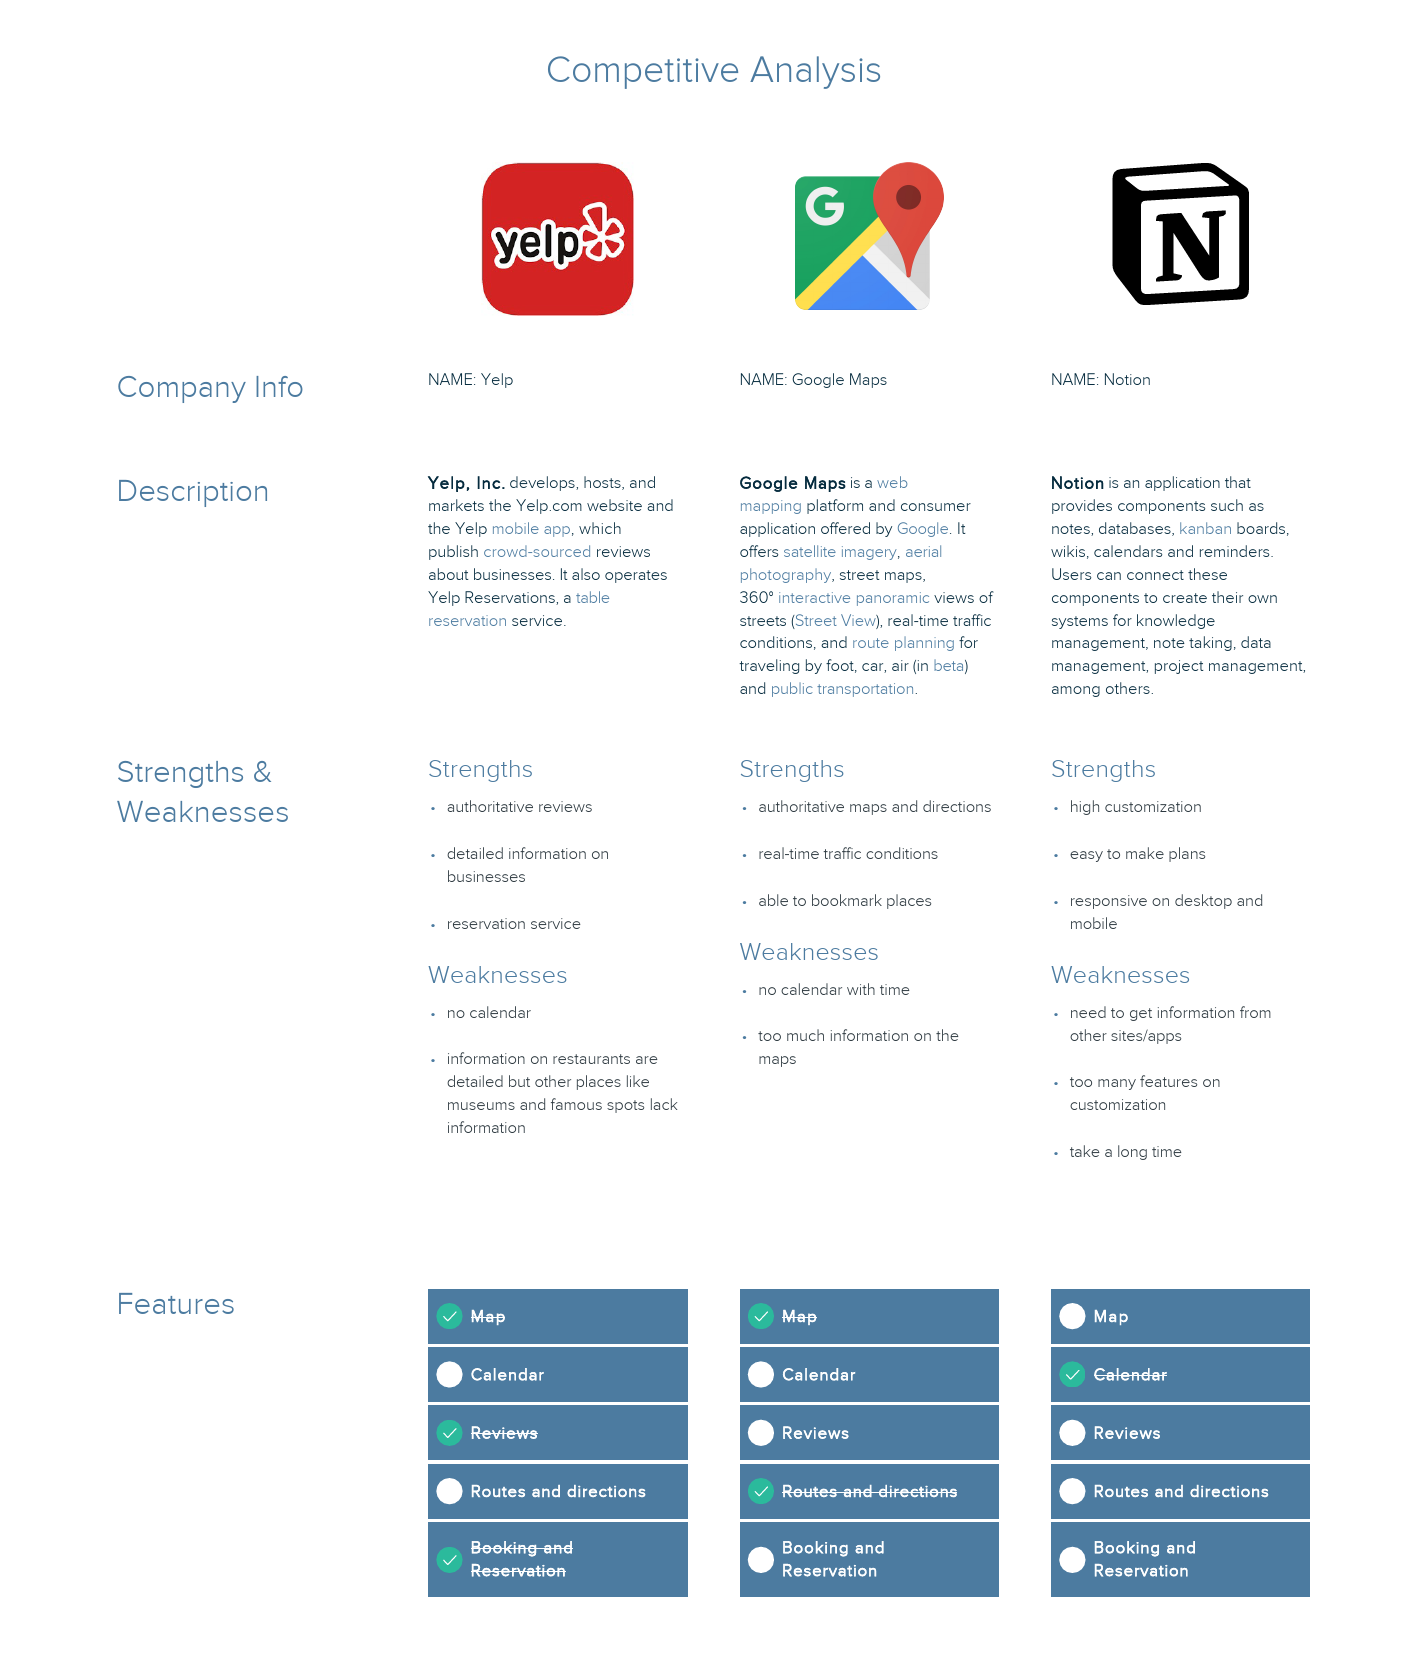 Competitive Analysis
yelp
G
N
Company Info
NAME: Yelp
NAME: Google Maps
NAME: Notion
Description
Yelp, Inc. develops, hosts, and
markets the Yelp.com website and
the Yelp mobile app, which
publish crowd-sourced reviews
about businesses. It also operates
Yelp Reservations, a table
reservation service.
Google Maps is a web
mapping platform and consumer
application offered by Google. It
offers satellite imagery, aerial
photography, street maps,
360° interactive panoramic views of
streets (Street View), real-time traffic
conditions, and route planning for
traveling by foot, car, air (in beta)
and public transportation.
Notion is an application that
provides components such as
notes, databases, kanban boards,
wikis, calendars and reminders.
Users can connect these
components to create their own
systems for knowledge
management, note taking, data
management, project management,
among others.
Strengths &
Weaknesses
Strengths
• authoritative reviews
• detailed information on
businesses
• reservation service
Weaknesses
• no calendar
• information on restaurants are
detailed but other places like
museums and famous spots lack
information
Strengths
• authoritative maps and directions
• real-time traffic conditions
• able to bookmark places
Weaknesses
• no calendar with time
• too much information on the
maps
Strengths
• high customization
• easy to make plans
• responsive on desktop and
mobile
Weaknesses
• need to get information from
other sites/apps
• too many features on
customization
• take a long time
Features
Map
Calendar
Reviews
Routes and directions
Booking and
Reservation
Map
Calendar
Reviews
Routes and directions
Booking and
Reservation
Map
Calendar
Reviews
Routes and directions
Booking and
Reservation